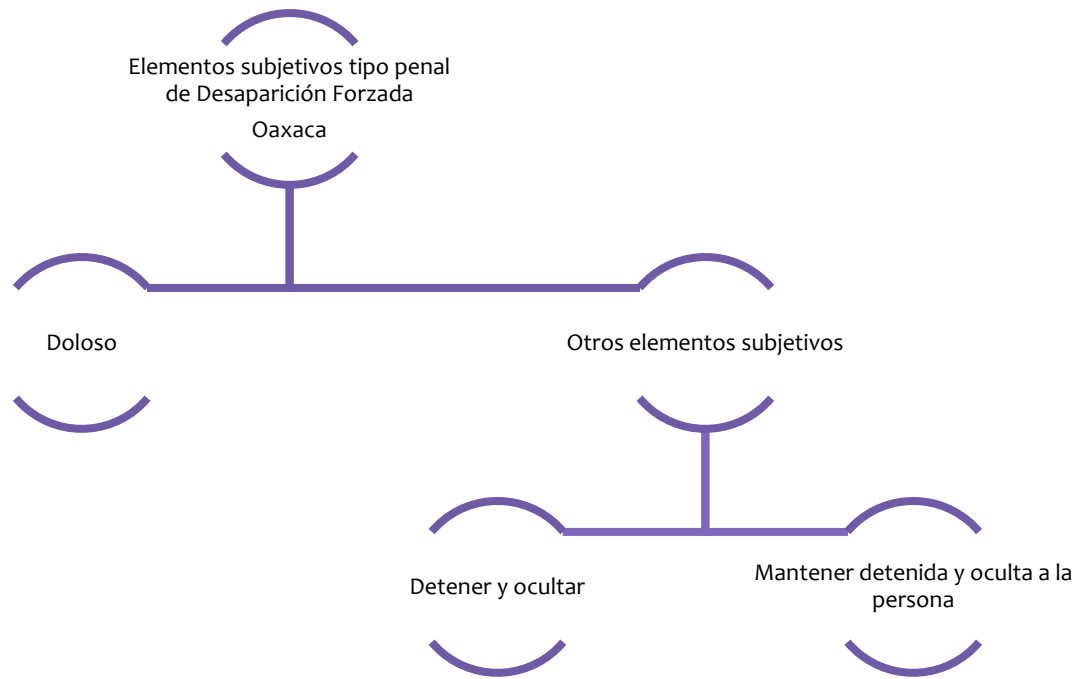 Elementos subjetivos tipo penal
de Desaparición Forzada
Oaxaca
Doloso
Otros elementos subjetivos
Detener y ocultar
Mantener detenida y oculta a la
persona